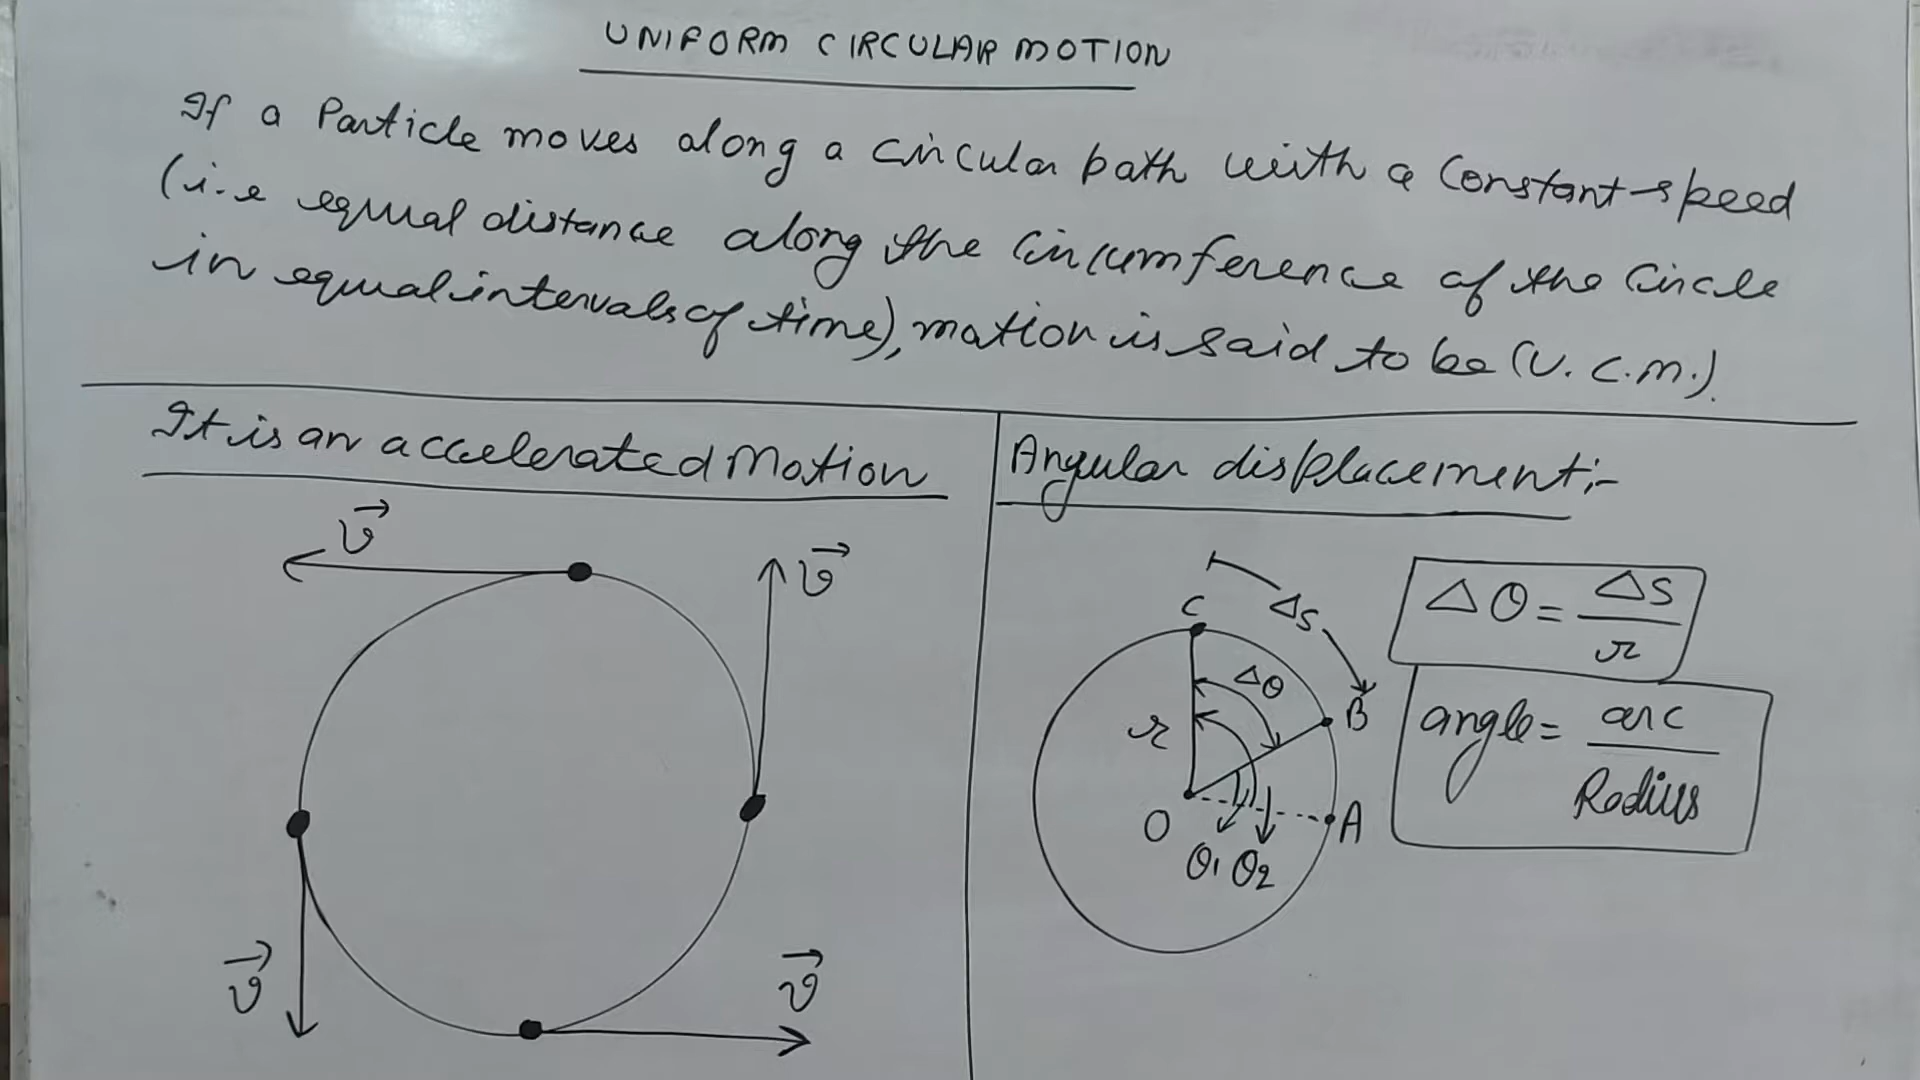 UNIFORM CIRCULAR MOTION
If a Particle moves along a circular path with a Constant speed
(i.e equal distance along the Circumference of the Circle
in equal intervals of time), motion is said to be (U.C.M.).
It is an accelerated Motion
v⃗
v⃗
v⃗
v⃗
Angular displacement:-
C
ΔS
Δθ
B
r
O
A
θ1 θ2
Δθ = ΔS / r
angle = arc / Radius